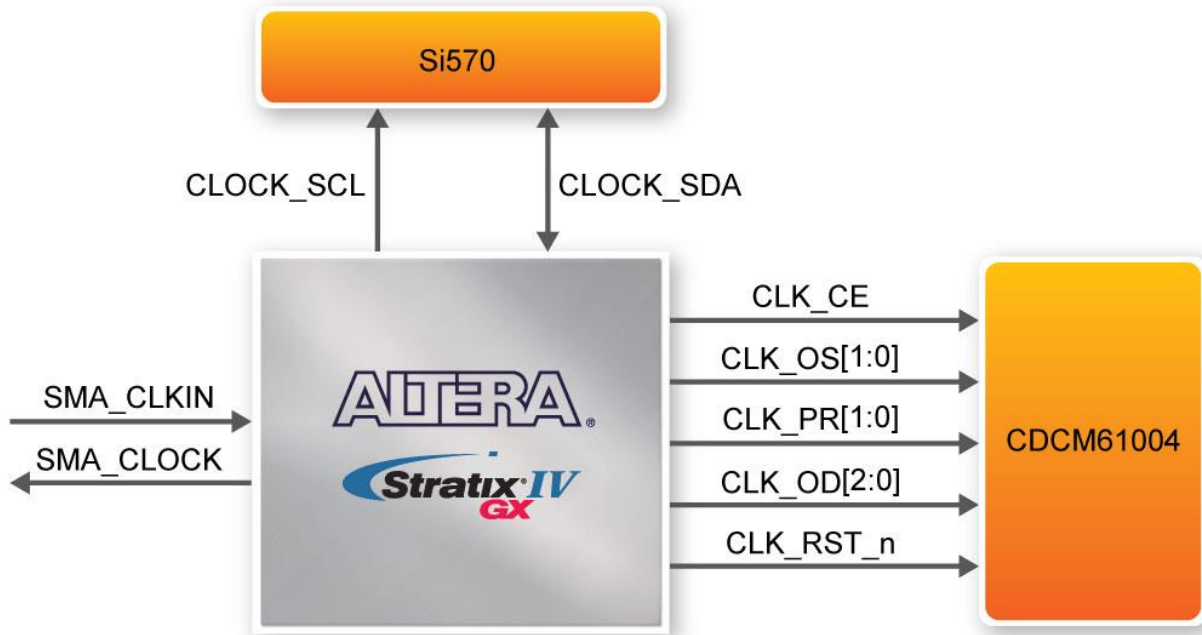 Si570
CLOCK_SCL
CLOCK_SDA
CLK_CE
CLK_OS[1:0]
SMA_CLKIN
ALTERA®
CLK_PR[1:0]
CDCM61004
SMA_CLOCK
Stratix® IV
GX
CLK_OD[2:0]
CLK_RST_n